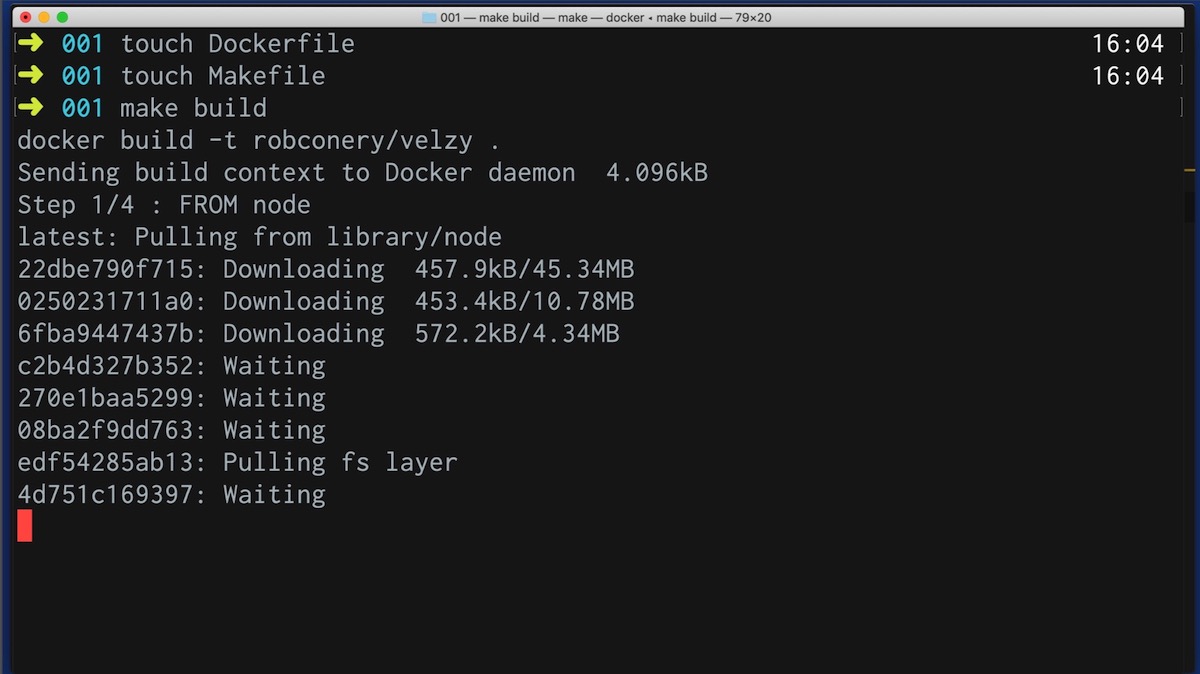 001 — make build — make — docker ◂ make build — 79×20
➜ 001 touch Dockerfile 16:04
➜ 001 touch Makefile 16:04
➜ 001 make build
docker build -t robconery/velzy .
Sending build context to Docker daemon 4.096kB
Step 1/4 : FROM node
latest: Pulling from library/node
22dbe790f715: Downloading 457.9kB/45.34MB
0250231711a0: Downloading 453.4kB/10.78MB
6fba9447437b: Downloading 572.2kB/4.34MB
c2b4d327b352: Waiting
270e1baa5299: Waiting
08ba2f9dd763: Waiting
edf54285ab13: Pulling fs layer
4d751c169397: Waiting